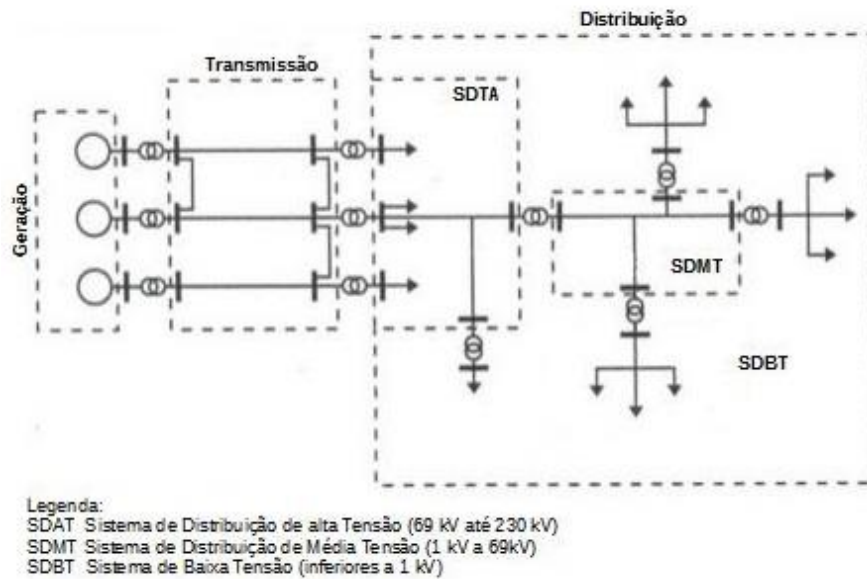 Distribuição
Transmissão
SDTA
Geração
SDMT
SDBT
Legenda:
SDAT Sistema de Distribuição de alta Tensão (69 kV até 230 kV)
SDMT Sistema de Distribuição de Média Tensão (1 kV a 69kV)
SDBT Sistema de Baixa Tensão (inferiores a 1 kV)